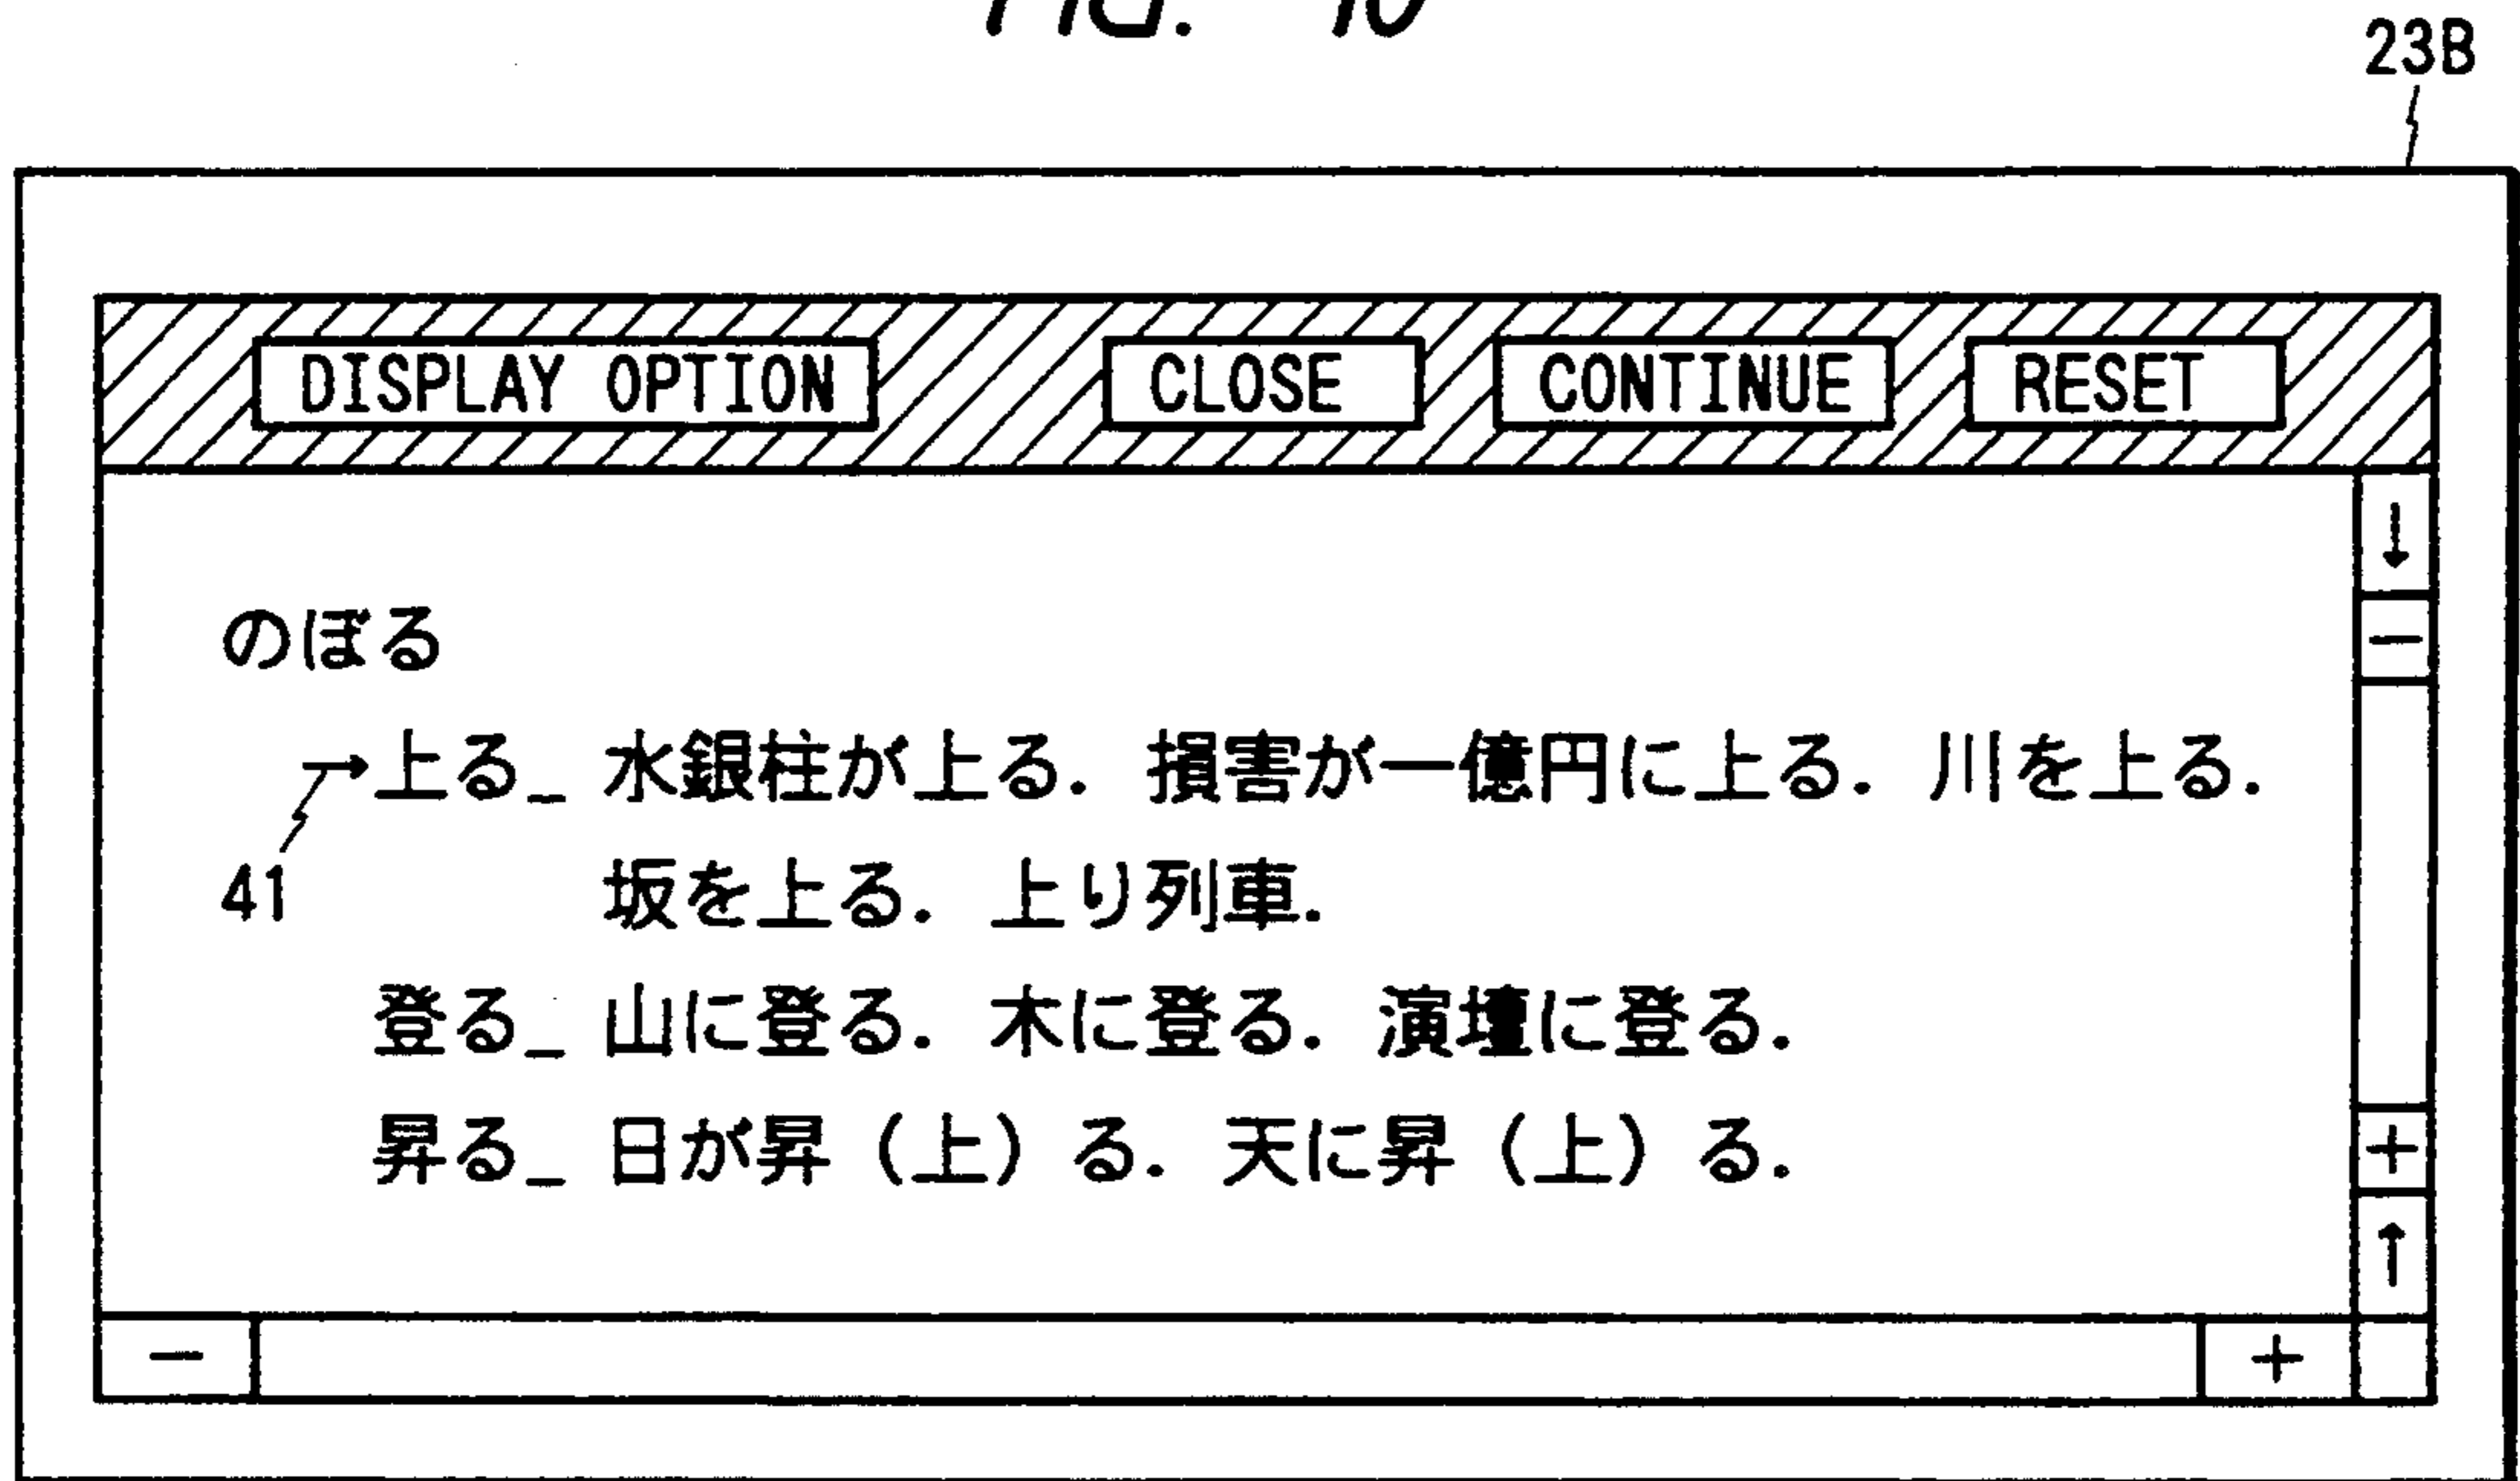 FIG. 10
23B
DISPLAY OPTION CLOSE CONTINUE RESET
↓
のぼる
−
→上る_ 水銀柱が上る. 損害が一億円に上る. 川を上る.
41 坂を上る. 上り列車.
登る_ 山に登る. 木に登る. 演壇に登る.
昇る_ 日が昇（上）る. 天に昇（上）る.
+
↑
− +